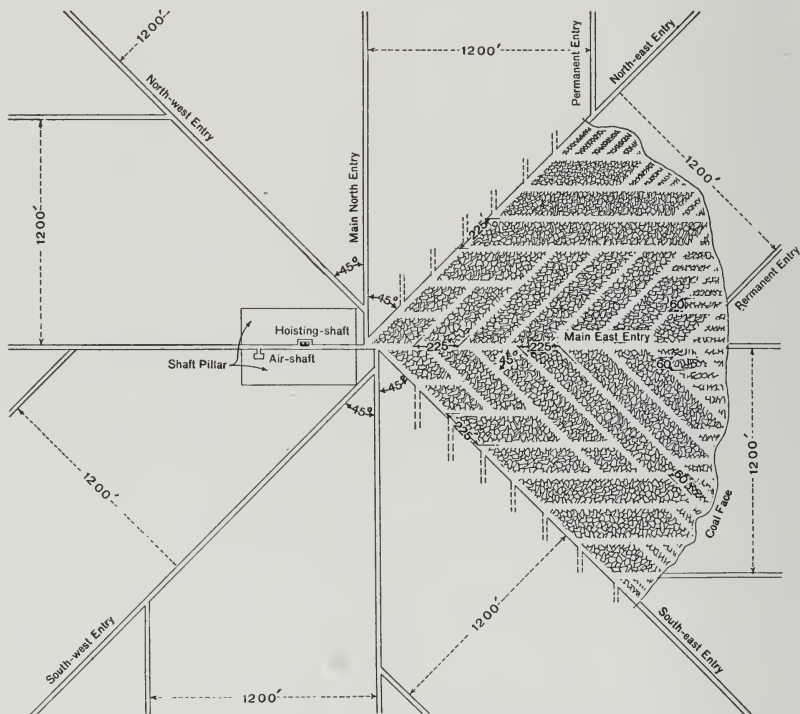 1200′
1200′
Permanent Entry
North-east Entry
North-west Entry
Main North Entry
1200′
1200′
225′
45°
45°
Permanent Entry
60′
Hoisting-shaft
Main East Entry
Shaft Pillar
Air-shaft
225′
225′
45°
60′
45°
45°
225′
1200′
60′
1200′
Coal Face
1200′
South-west Entry
South-east Entry
1200′